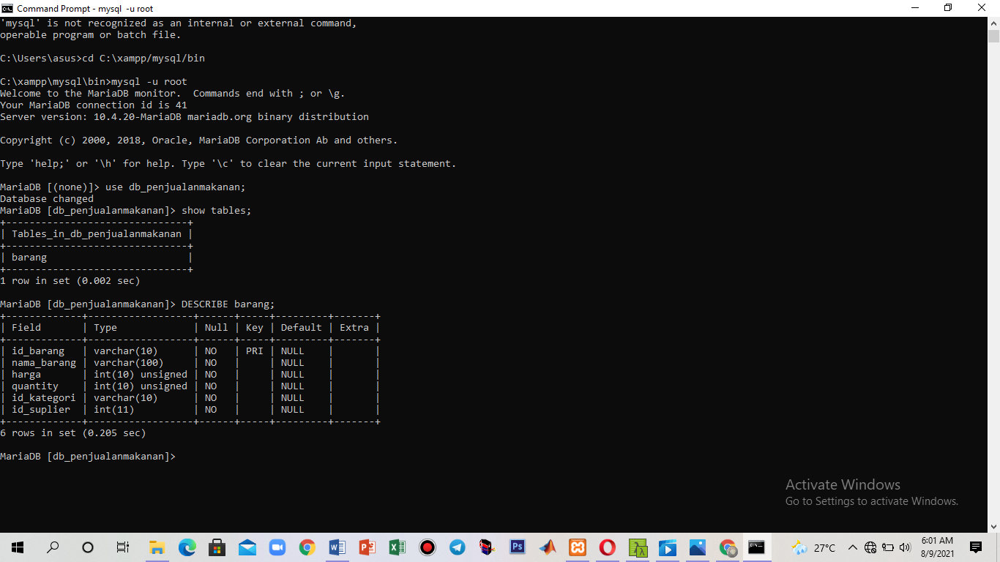 Command Prompt - mysql  -u root
'mysql' is not recognized as an internal or external command,
operable program or batch file.
C:\Users\asus>cd C:\xampp/mysql/bin
C:\xampp\mysql\bin>mysql -u root
Welcome to the MariaDB monitor.  Commands end with ; or \g.
Your MariaDB connection id is 41
Server version: 10.4.20-MariaDB mariadb.org binary distribution
Copyright (c) 2000, 2018, Oracle, MariaDB Corporation Ab and others.
Type 'help;' or '\h' for help. Type '\c' to clear the current input statement.
MariaDB [(none)]> use db_penjualanmakanan;
Database changed
MariaDB [db_penjualanmakanan]> show tables;
+-------------------------------+
| Tables_in_db_penjualanmakanan |
+-------------------------------+
| barang                        |
+-------------------------------+
1 row in set (0.002 sec)
MariaDB [db_penjualanmakanan]> DESCRIBE barang;
+-------------+------------------+------+-----+---------+-------+
| Field       | Type             | Null | Key | Default | Extra |
+-------------+------------------+------+-----+---------+-------+
| id_barang   | varchar(10)      | NO   | PRI | NULL    |       |
| nama_barang | varchar(100)     | NO   |     | NULL    |       |
| harga       | int(10) unsigned | NO   |     | NULL    |       |
| quantity    | int(10) unsigned | NO   |     | NULL    |       |
| id_kategori | varchar(10)      | NO   |     | NULL    |       |
| id_suplier  | int(11)          | NO   |     | NULL    |       |
+-------------+------------------+------+-----+---------+-------+
6 rows in set (0.205 sec)
MariaDB [db_penjualanmakanan]>
Activate Windows
Go to Settings to activate Windows.
27°C
6:01 AM
8/9/2021